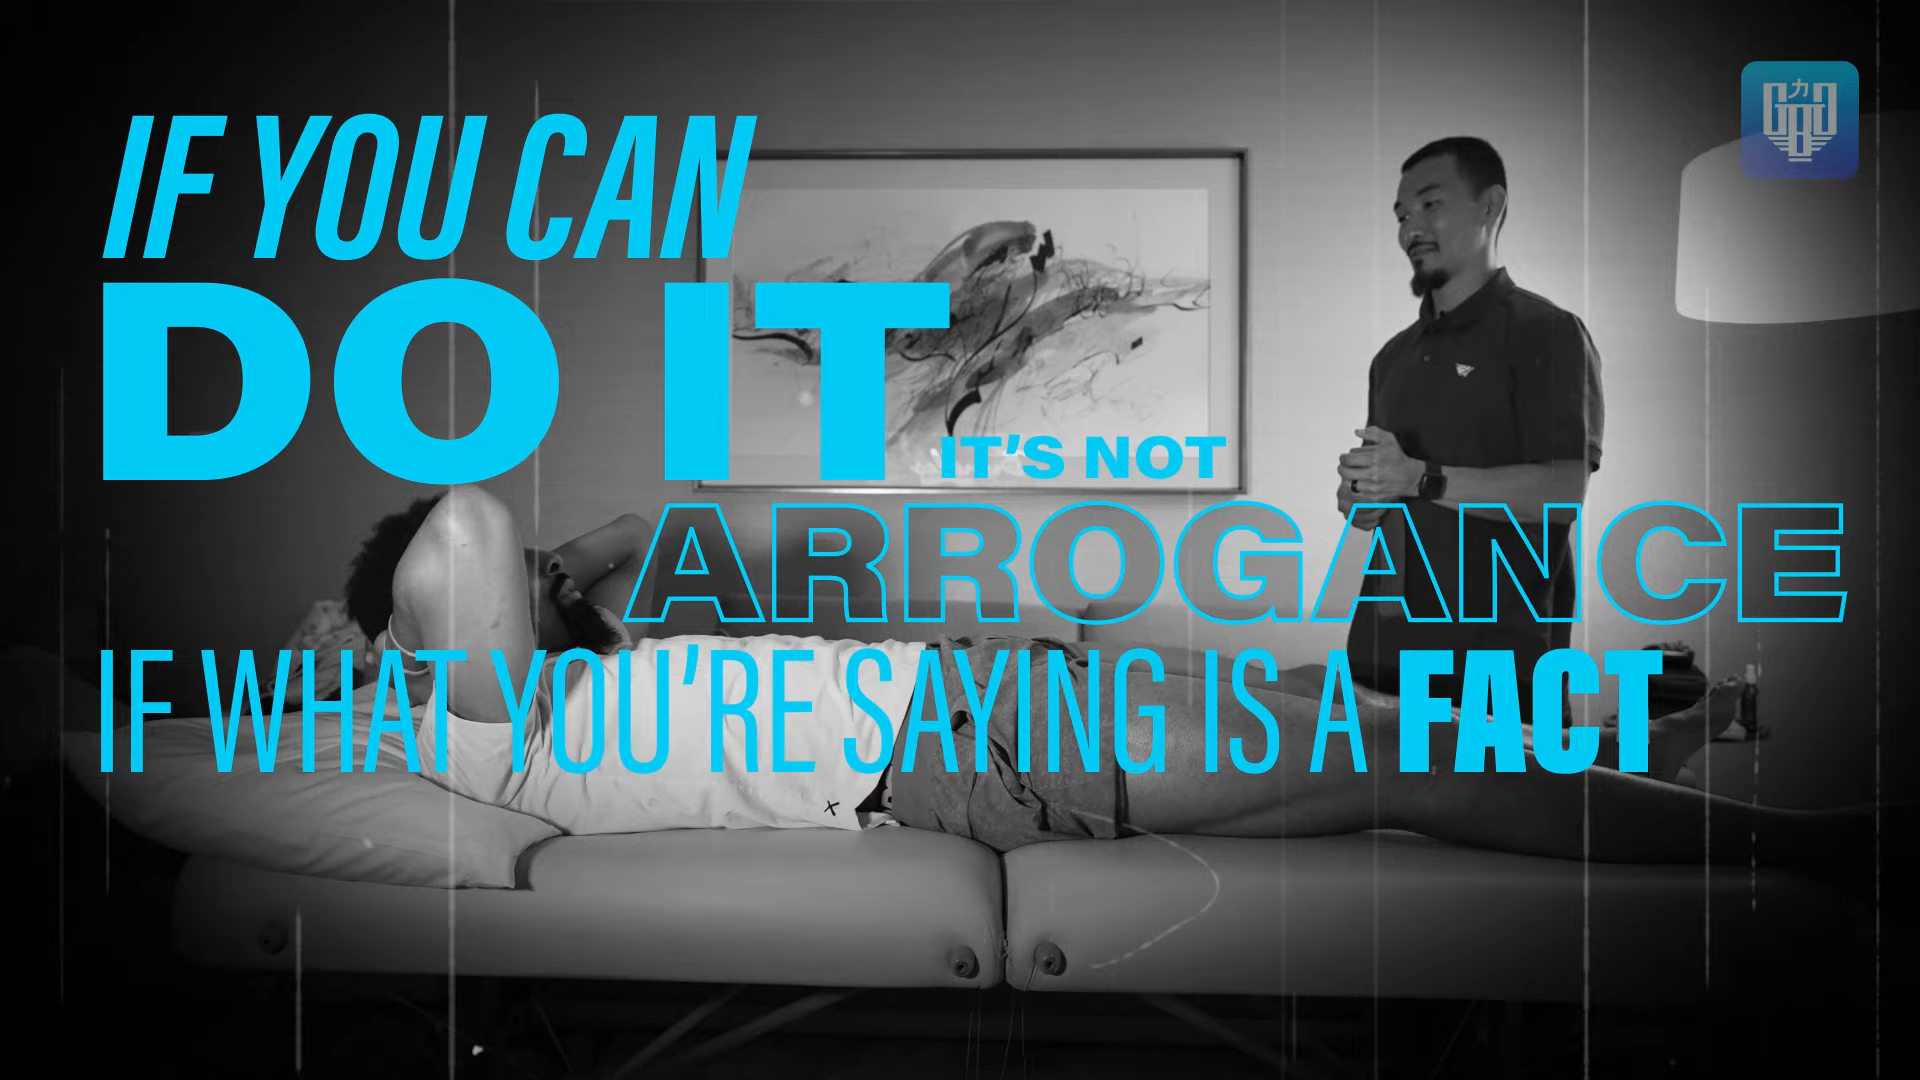 IF YOU CAN
DO IT IT'S NOT
ARROGANCE
IF WHAT YOU'RE SAYING IS A FACT